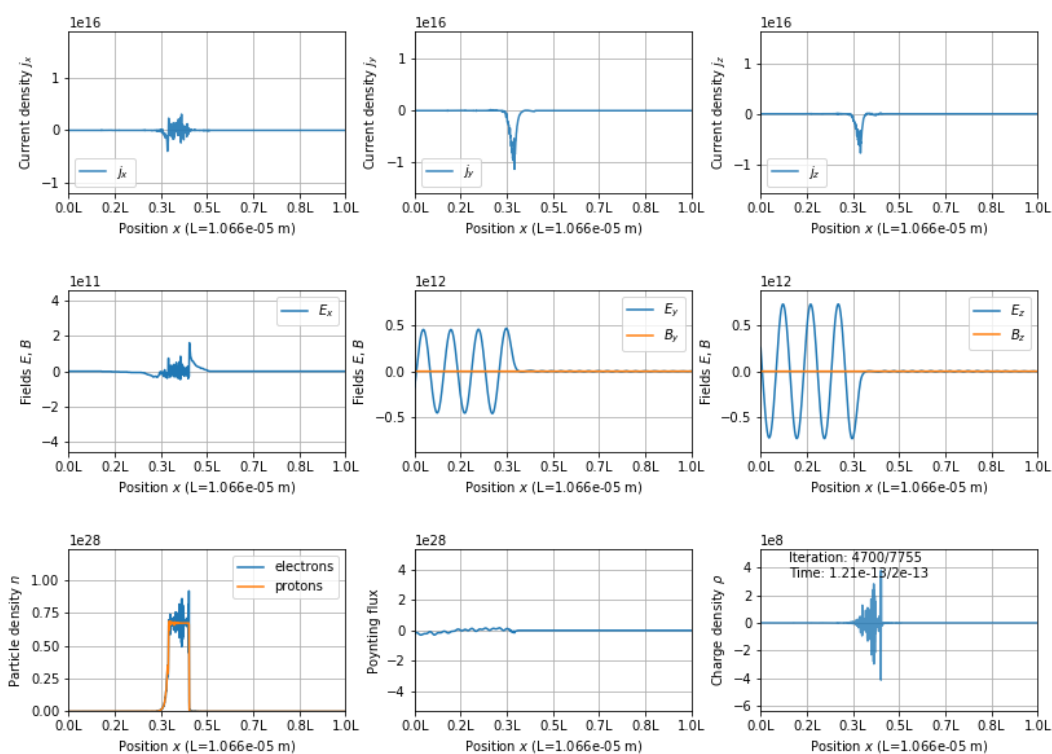 1e16
Current density jx
1
0
−1
jx
0.0L 0.2L 0.3L 0.5L 0.7L 0.8L 1.0L
Position x (L=1.066e-05 m)
1e16
Current density jy
1
0
−1
jy
0.0L 0.2L 0.3L 0.5L 0.7L 0.8L 1.0L
Position x (L=1.066e-05 m)
1e16
Current density jz
1
0
−1
jz
0.0L 0.2L 0.3L 0.5L 0.7L 0.8L 1.0L
Position x (L=1.066e-05 m)
1e11
Fields E, B
4
2
0
−2
−4
Ex
0.0L 0.2L 0.3L 0.5L 0.7L 0.8L 1.0L
Position x (L=1.066e-05 m)
1e12
Fields E, B
0.5
0.0
−0.5
Ey
By
0.0L 0.2L 0.3L 0.5L 0.7L 0.8L 1.0L
Position x (L=1.066e-05 m)
1e12
Fields E, B
0.5
0.0
−0.5
Ez
Bz
0.0L 0.2L 0.3L 0.5L 0.7L 0.8L 1.0L
Position x (L=1.066e-05 m)
1e28
Particle density n
1.00
0.75
0.50
0.25
0.00
electrons
protons
0.0L 0.2L 0.3L 0.5L 0.7L 0.8L 1.0L
Position x (L=1.066e-05 m)
1e28
Poynting flux
4
2
0
−2
−4
0.0L 0.2L 0.3L 0.5L 0.7L 0.8L 1.0L
Position x (L=1.066e-05 m)
1e8
Charge density ρ
4
2
0
−2
−4
−6
Iteration: 4700/7755
Time: 1.21e-13/2e-13
0.0L 0.2L 0.3L 0.5L 0.7L 0.8L 1.0L
Position x (L=1.066e-05 m)